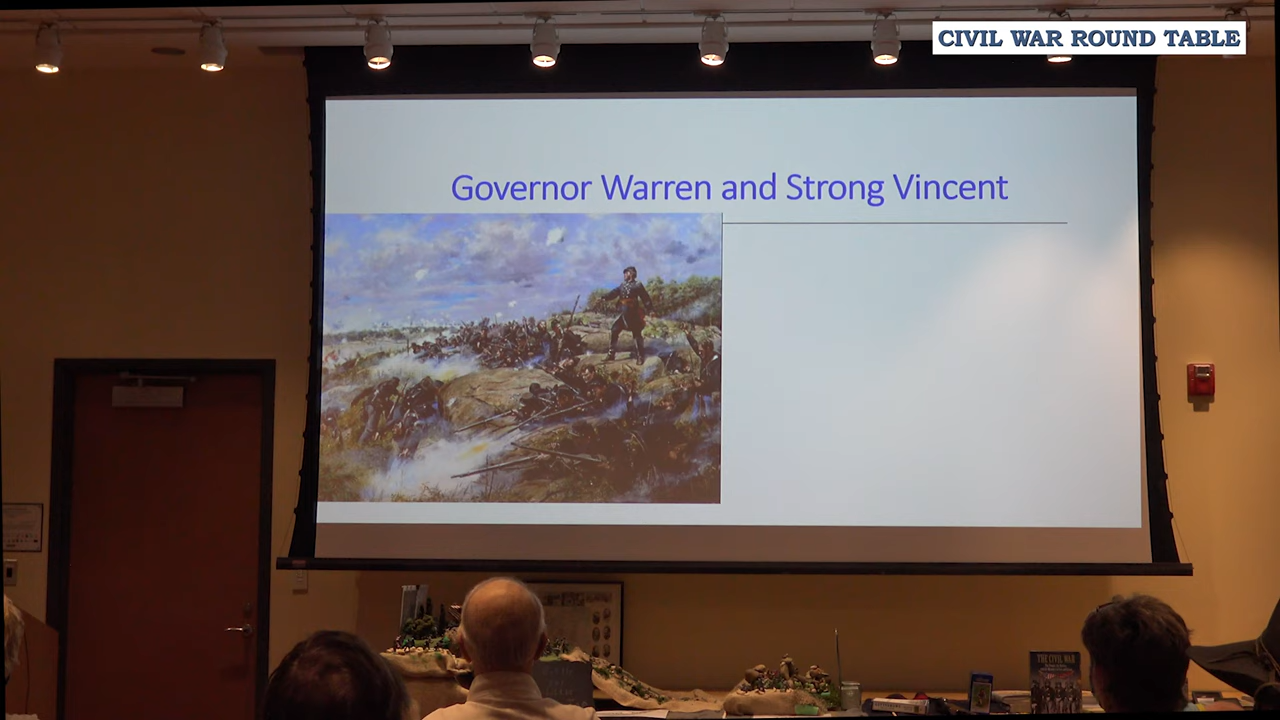 CIVIL WAR ROUND TABLE
Governor Warren and Strong Vincent
THE CIVIL WAR